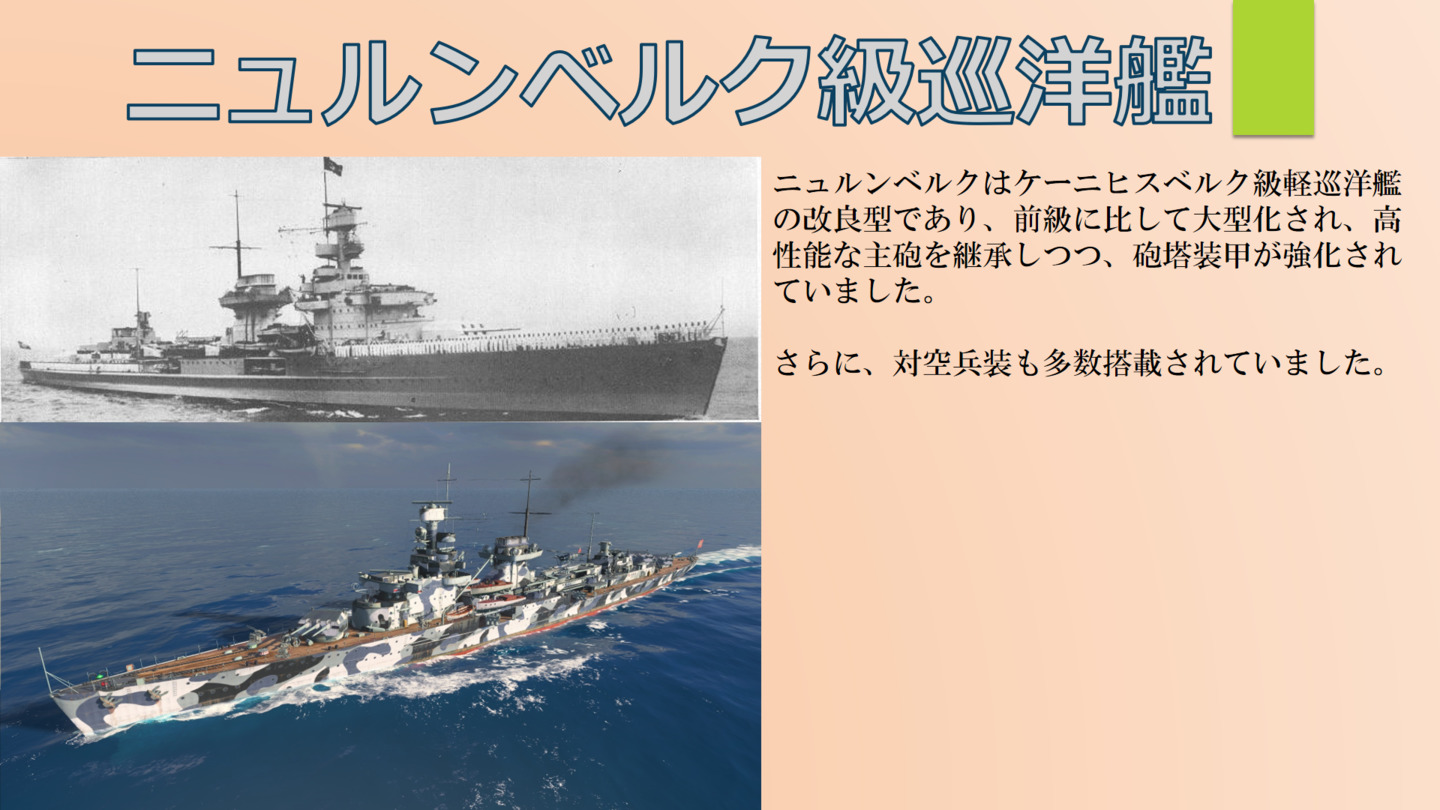 ニュルンベルク級巡洋艦
ニュルンベルクはケーニヒスベルク級軽巡洋艦
の改良型であり、前級に比して大型化され、高
性能な主砲を継承しつつ、砲塔装甲が強化され
ていました。
さらに、対空兵装も多数搭載されていました。